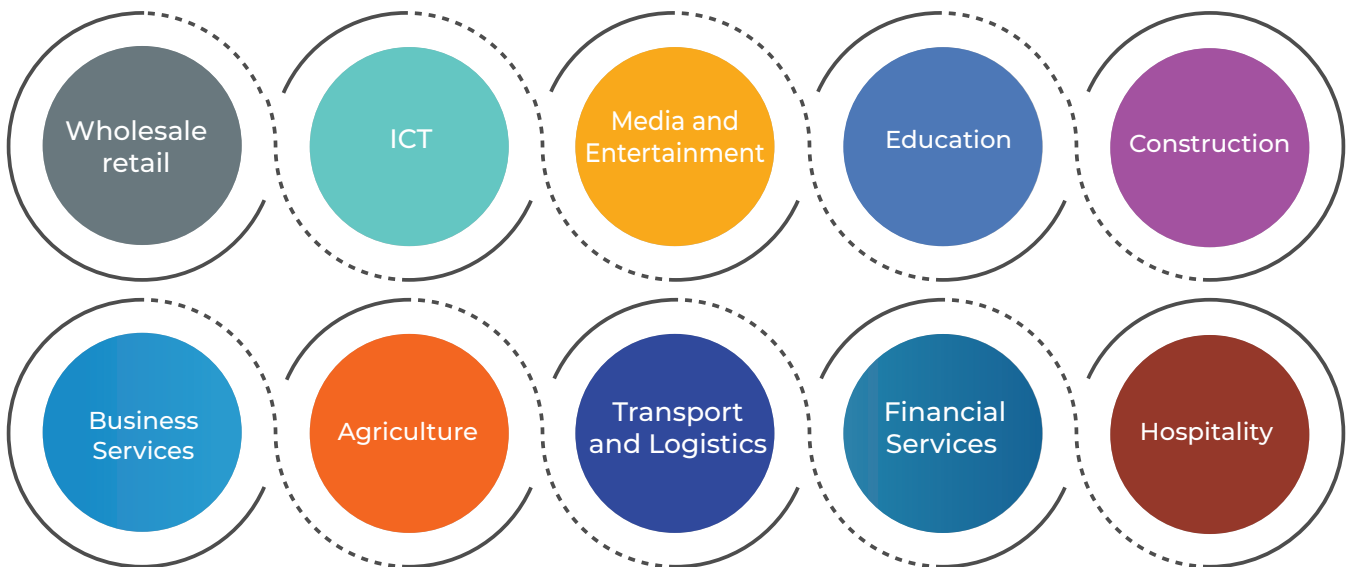 Wholesale
retail
ICT
Media and
Entertainment
Education
Construction
Business
Services
Agriculture
Transport
and Logistics
Financial
Services
Hospitality